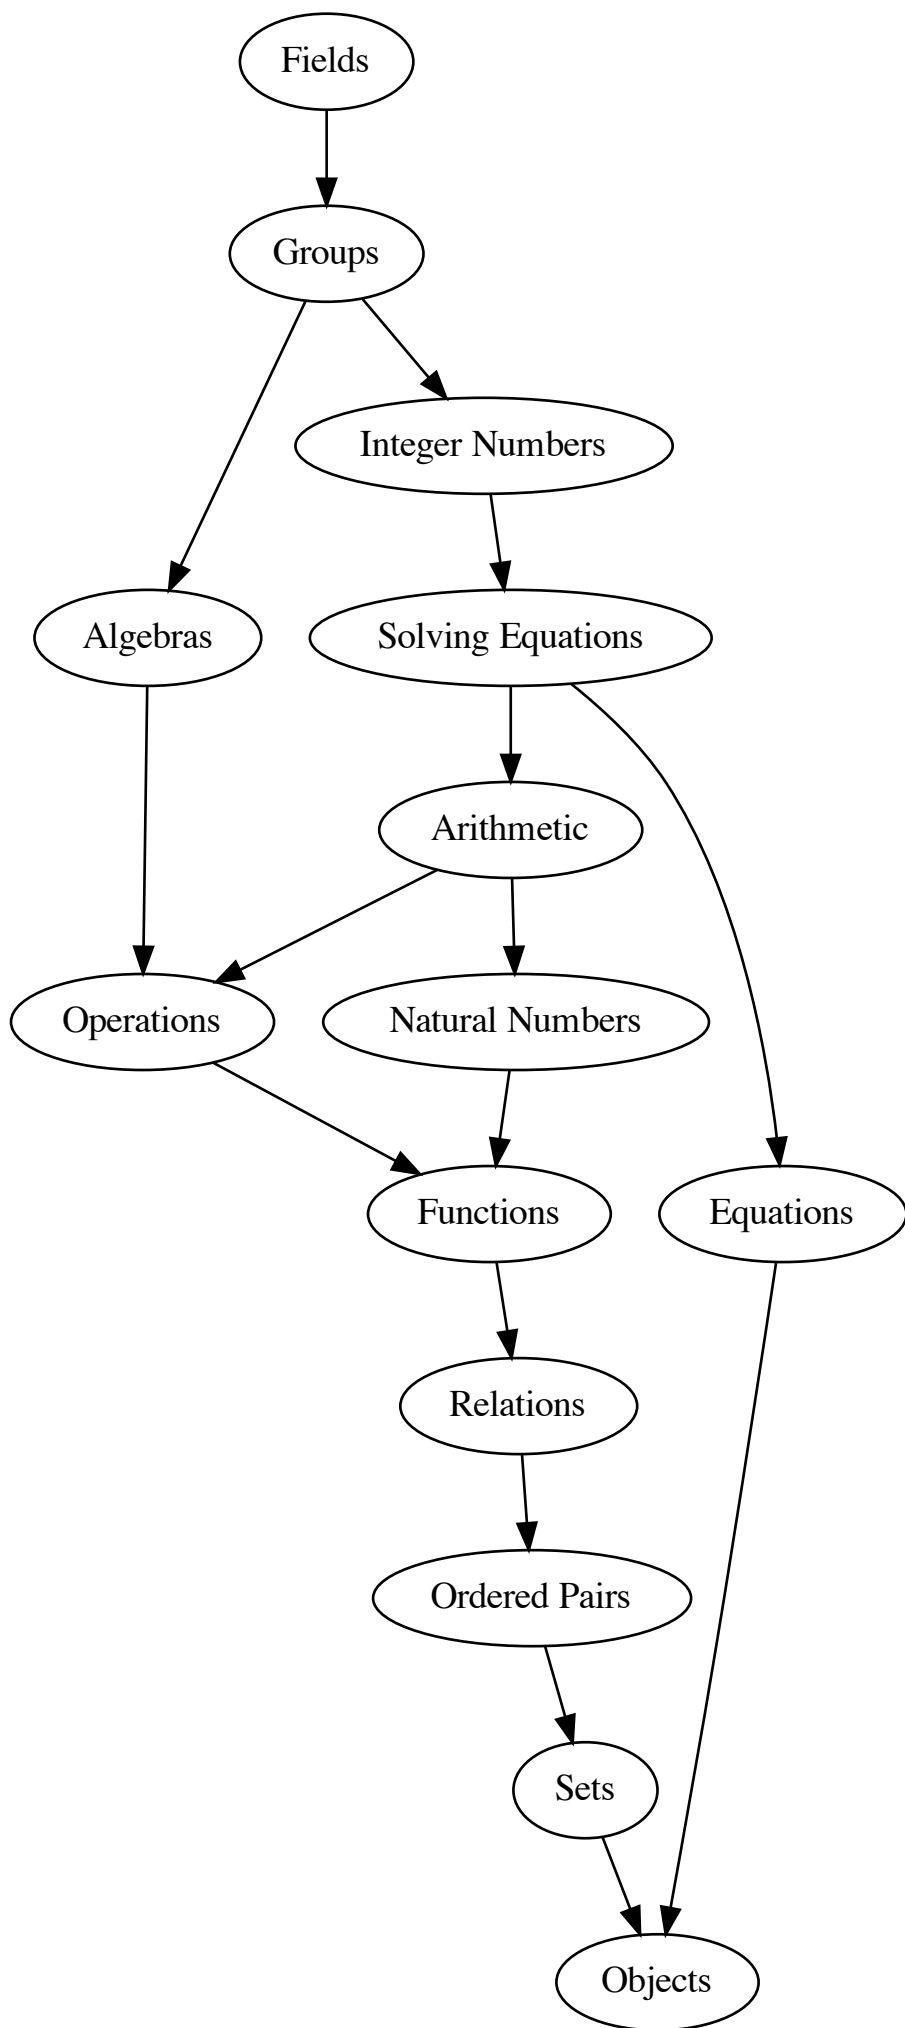 Fields
Groups
Integer Numbers
Algebras
Solving Equations
Arithmetic
Operations
Natural Numbers
Functions
Equations
Relations
Ordered Pairs
Sets
Objects